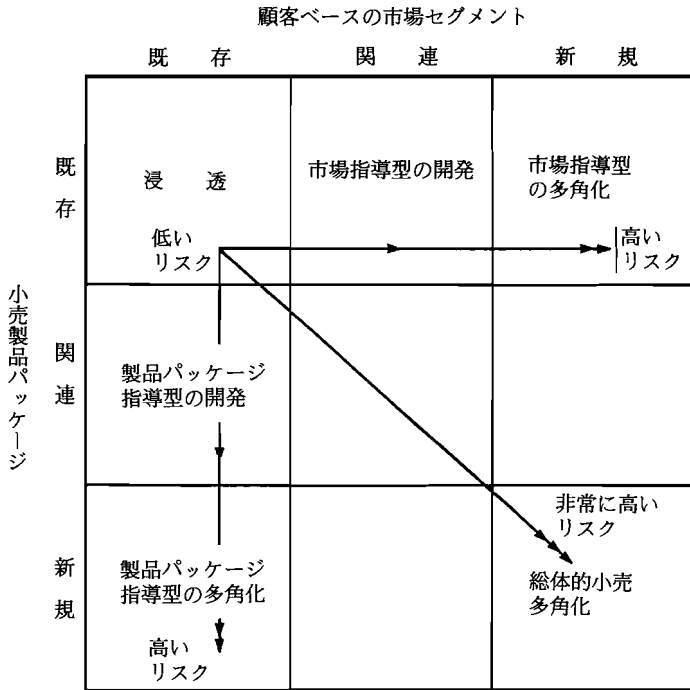 顧客ベースの市場セグメント
既存
関連
新規
小売製品パッケージ
既存
浸透
市場指導型の開発
市場指導型
の多角化
低い
リスク
高い
リスク
関連
製品パッケージ
指導型の開発
新規
製品パッケージ
指導型の多角化
高い
リスク
非常に高い
リスク
総体的小売
多角化